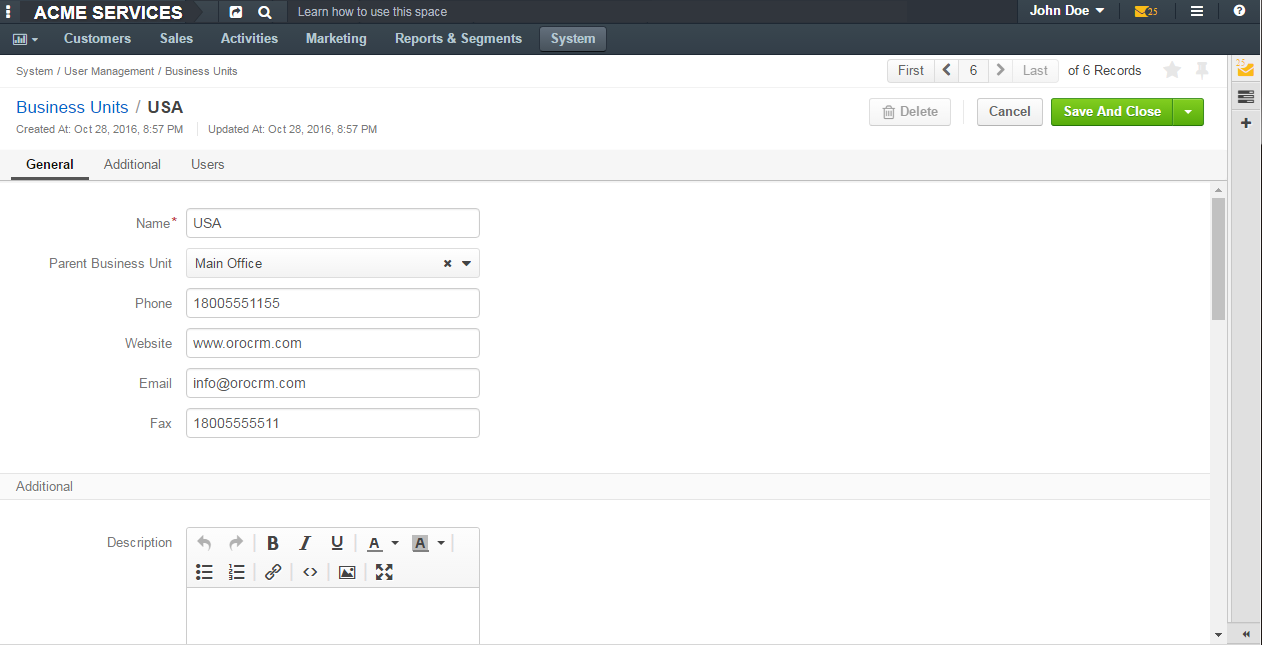 ACME SERVICES Learn how to use this space John Doe 25
Customers Sales Activities Marketing Reports & Segments System
System / User Management / Business Units First 6 Last of 6 Records 25
Business Units / USA Delete Cancel Save And Close
Created At: Oct 28, 2016, 8:57 PM Updated At: Oct 28, 2016, 8:57 PM
General Additional Users
Name* USA
Parent Business Unit Main Office
Phone 18005551155
Website www.orocrm.com
Email info@orocrm.com
Fax 18005555511
Additional
Description B I U A A